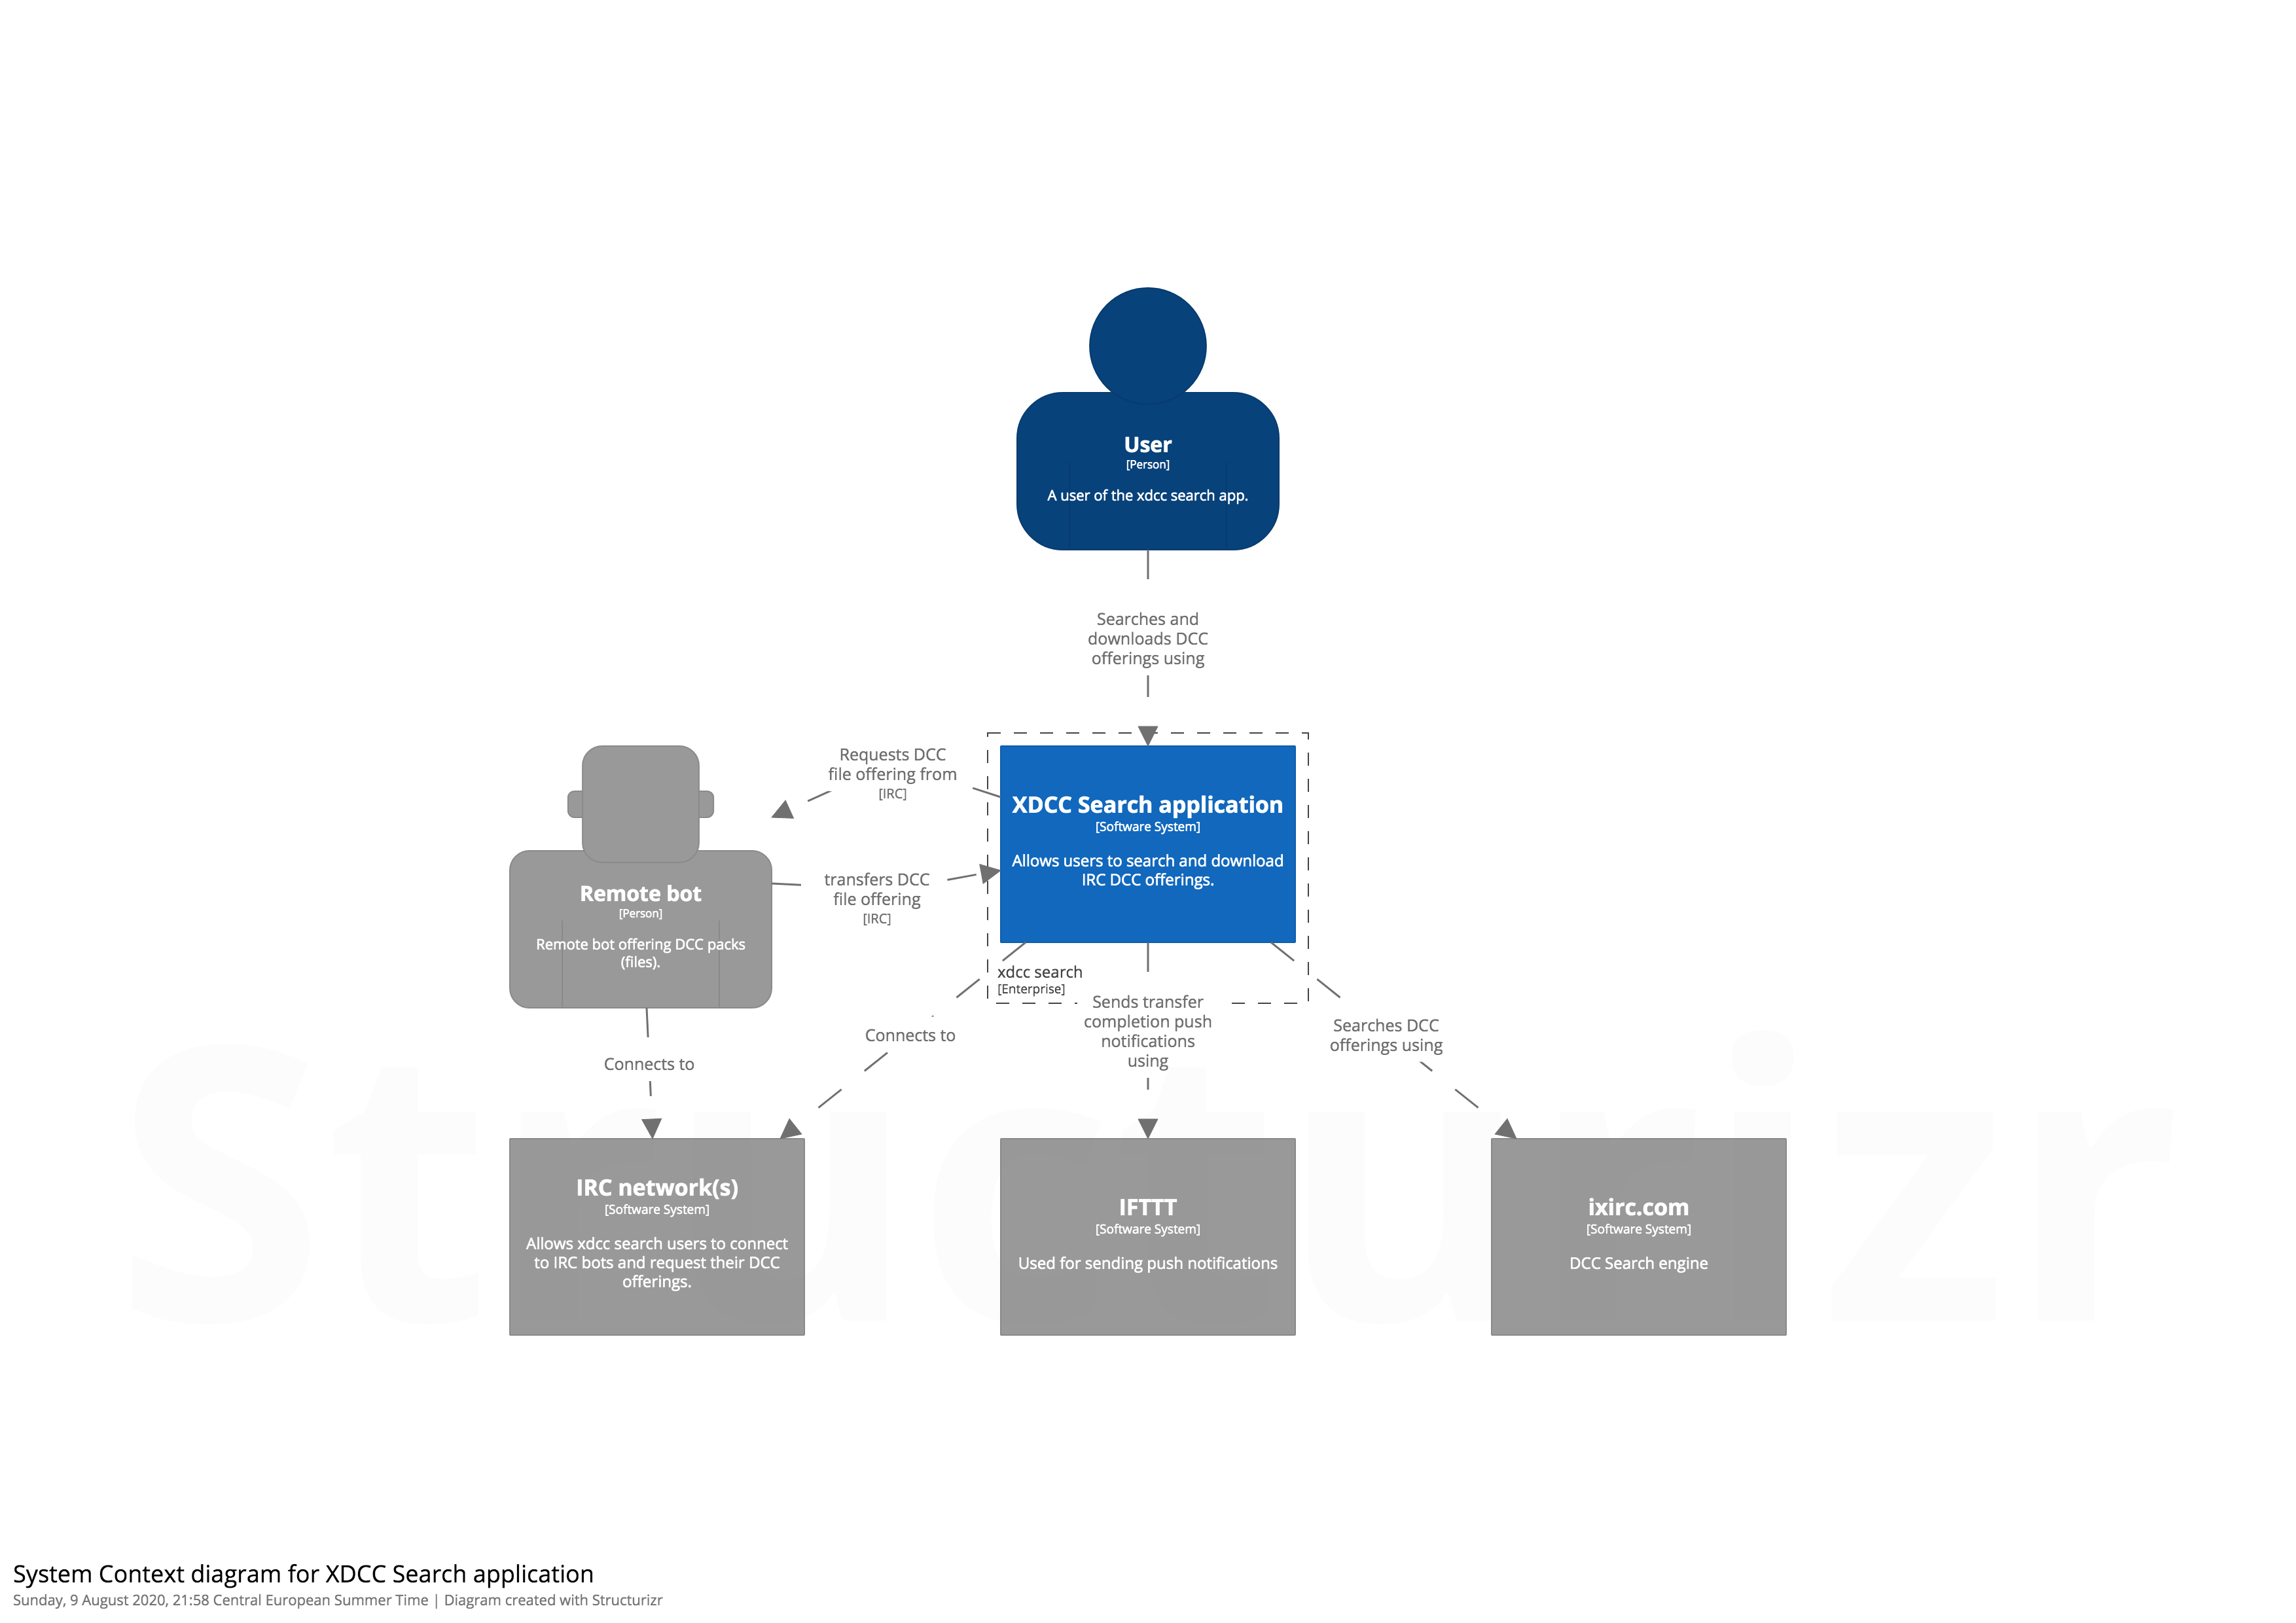 User
[Person]
A user of the xdcc search app.
Searches and
downloads DCC
offerings using
Requests DCC
file offering from
[IRC]
XDCC Search application
[Software System]
Allows users to search and download
IRC DCC offerings.
transfers DCC
file offering
[IRC]
Remote bot
[Person]
Remote bot offering DCC packs
(files).
xdcc search
[Enterprise]
Connects to
Connects to
Sends transfer
completion push
notifications
using
Searches DCC
offerings using
Structurizr
IRC network(s)
[Software System]
Allows xdcc search users to connect
to IRC bots and request their DCC
offerings.
IFTTT
[Software System]
Used for sending push notifications
ixirc.com
[Software System]
DCC Search engine
System Context diagram for XDCC Search application
Sunday, 9 August 2020, 21:58 Central European Summer Time | Diagram created with Structurizr